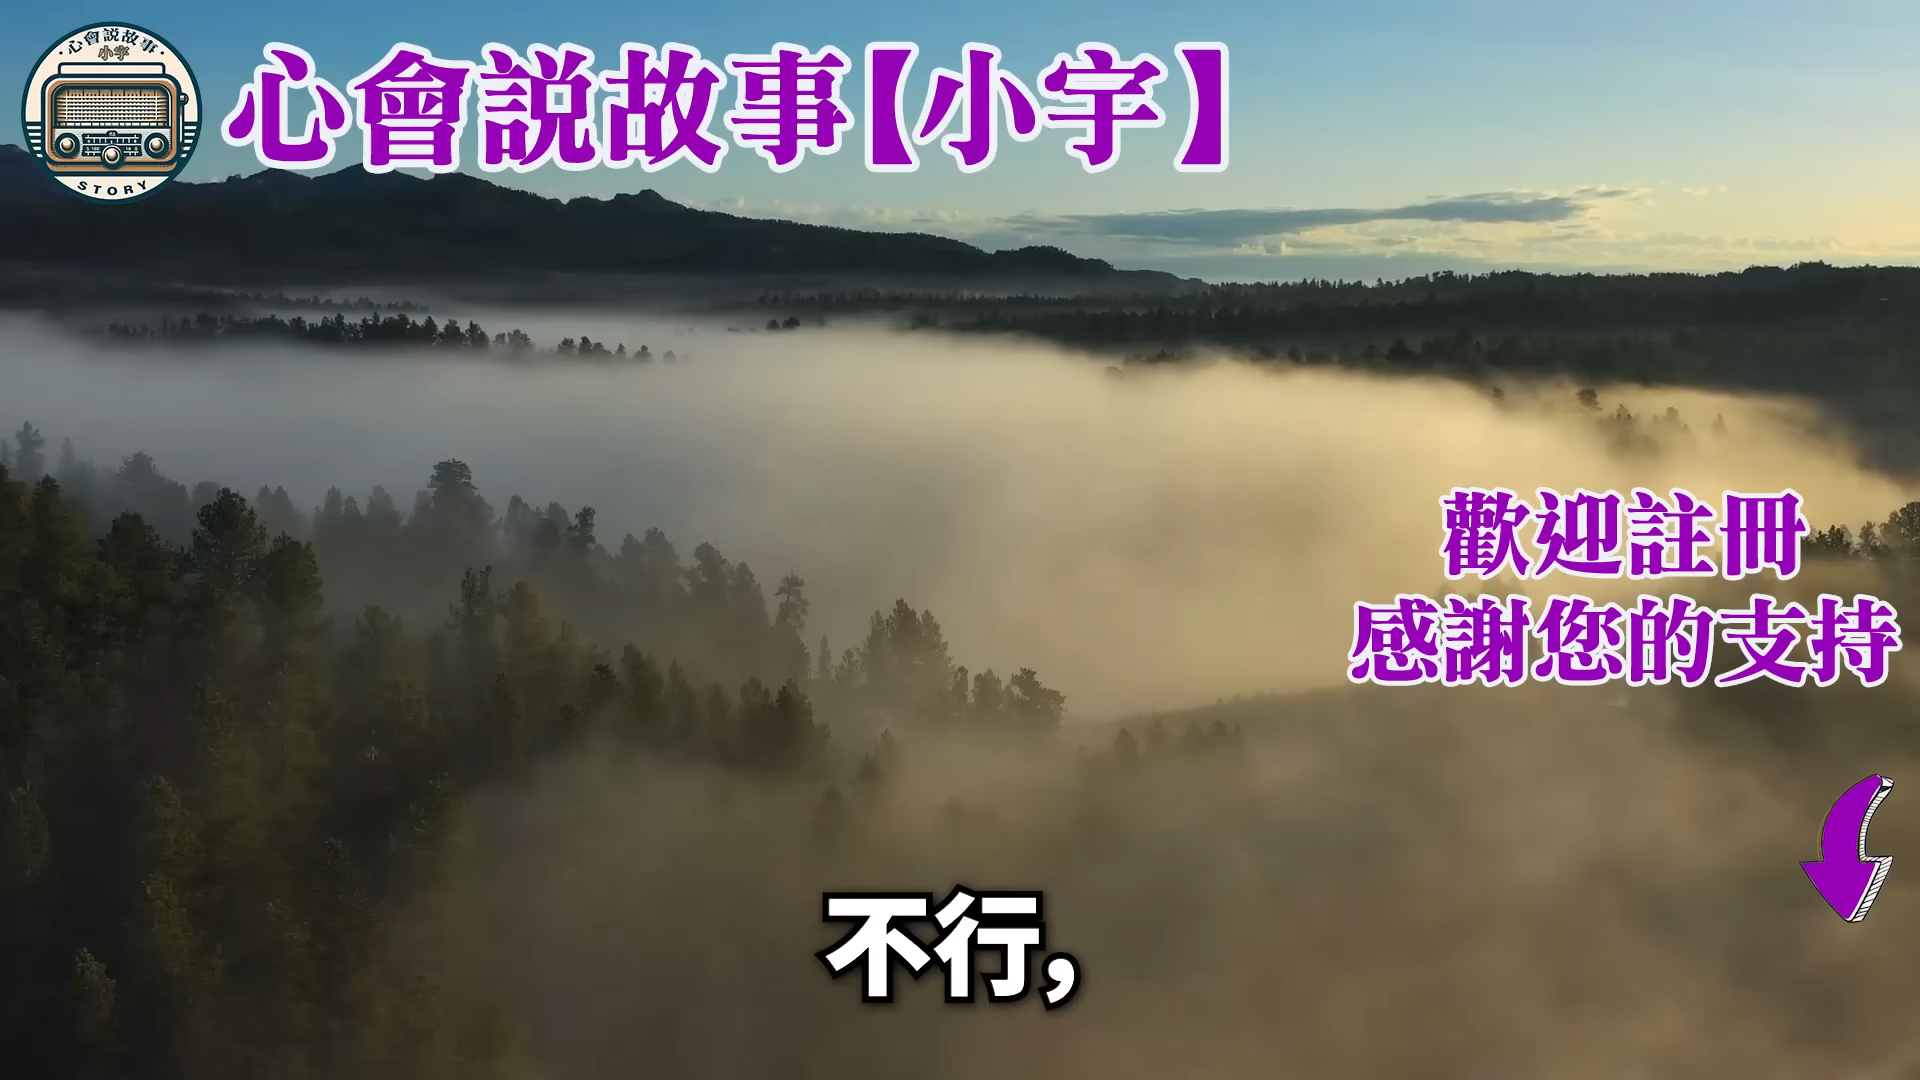 ·心會説故事·
小宇
STORY
心會説故事【小宇】
歡迎註冊
感謝您的支持
不行,